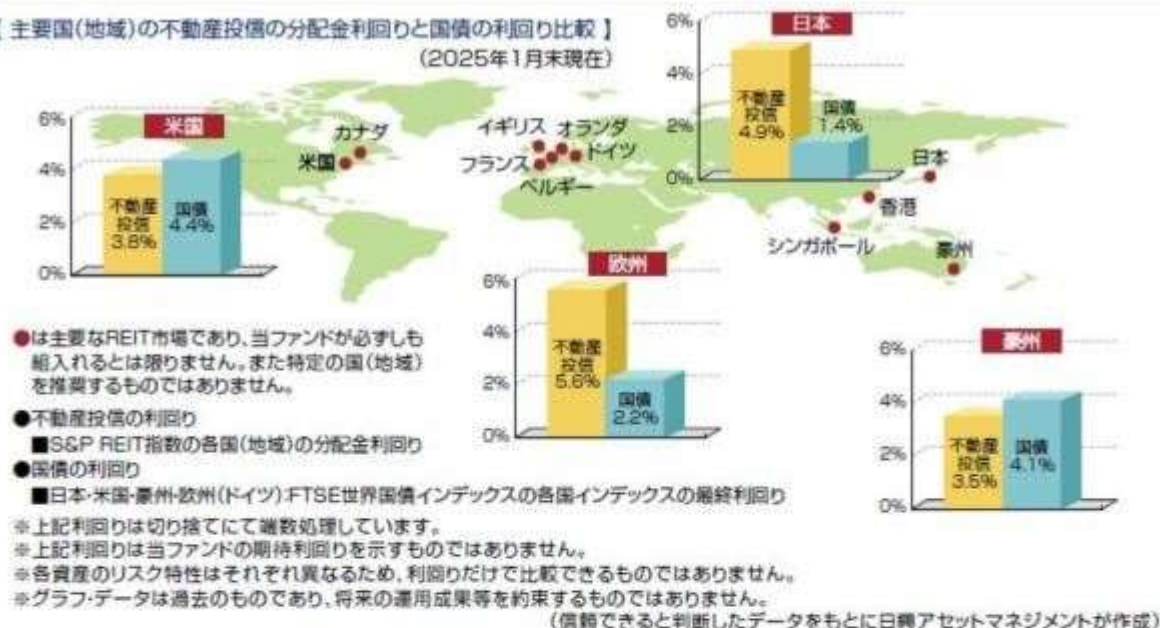 【 主要国(地域)の不動産投信の分配金利回りと国債の利回り比較 】
(2025年1月末現在)
日本
6%
4%
2%
0%
不動産
投信
4.9%
国債
1.4%
米国
6%
4%
2%
0%
不動産
投信
3.8%
国債
4.4%
カナダ
米国
イギリス
オランダ
フランス
ドイツ
ベルギー
日本
香港
シンガポール
豪州
欧州
6%
4%
2%
0%
不動産
投信
5.6%
国債
2.2%
豪州
6%
4%
2%
0%
不動産
投信
3.5%
国債
4.1%
●は主要なREIT市場であり、当ファンドが必ずしも
組入れるとは限りません。また特定の国(地域)
を推奨するものではありません。
●不動産投信の利回り
■S&P REIT指数の各国(地域)の分配金利回り
●国債の利回り
■日本・米国・豪州・欧州(ドイツ):FTSE世界国債インデックスの各国インデックスの最終利回り
※上記利回りは切り捨てにて端数処理しています。
※上記利回りは当ファンドの期待利回りを示すものではありません。
※各資産のリスク特性はそれぞれ異なるため、利回りだけで比較できるものではありません。
※グラフ・データは過去のものであり、将来の運用成果等を約束するものではありません。
(信頼できると判断したデータをもとに日興アセットマネジメントが作成)